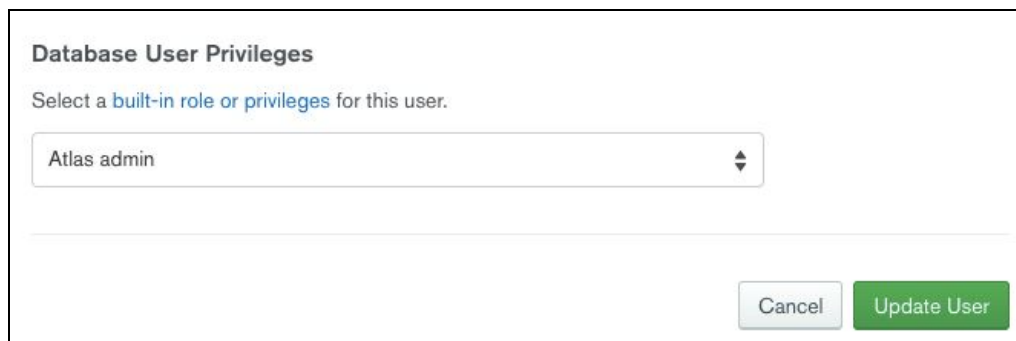 Database User Privileges
Select a built-in role or privileges for this user.
Atlas admin
Cancel
Update User